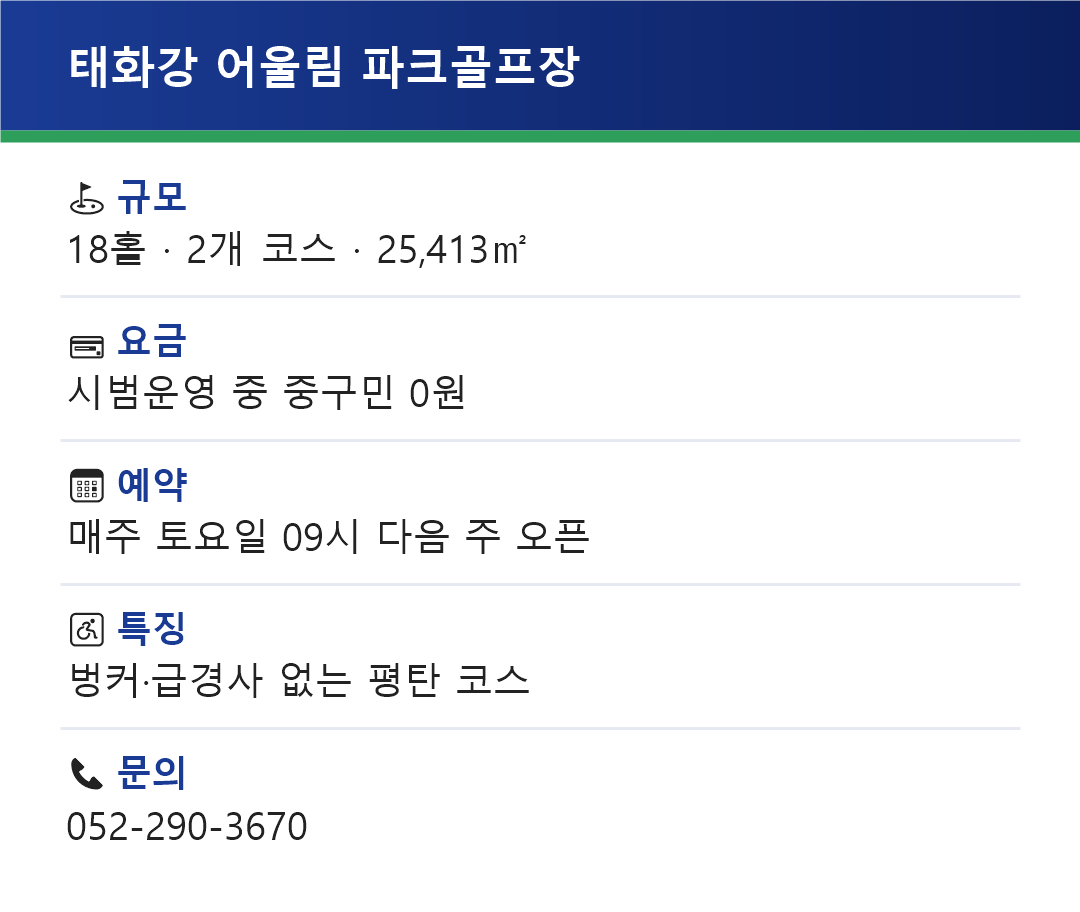 태화강 어울림 파크골프장
규모
18홀 · 2개 코스 · 25,413㎡
요금
시범운영 중 중구민 0원
예약
매주 토요일 09시 다음 주 오픈
특징
벙커·급경사 없는 평탄 코스
문의
052-290-3670